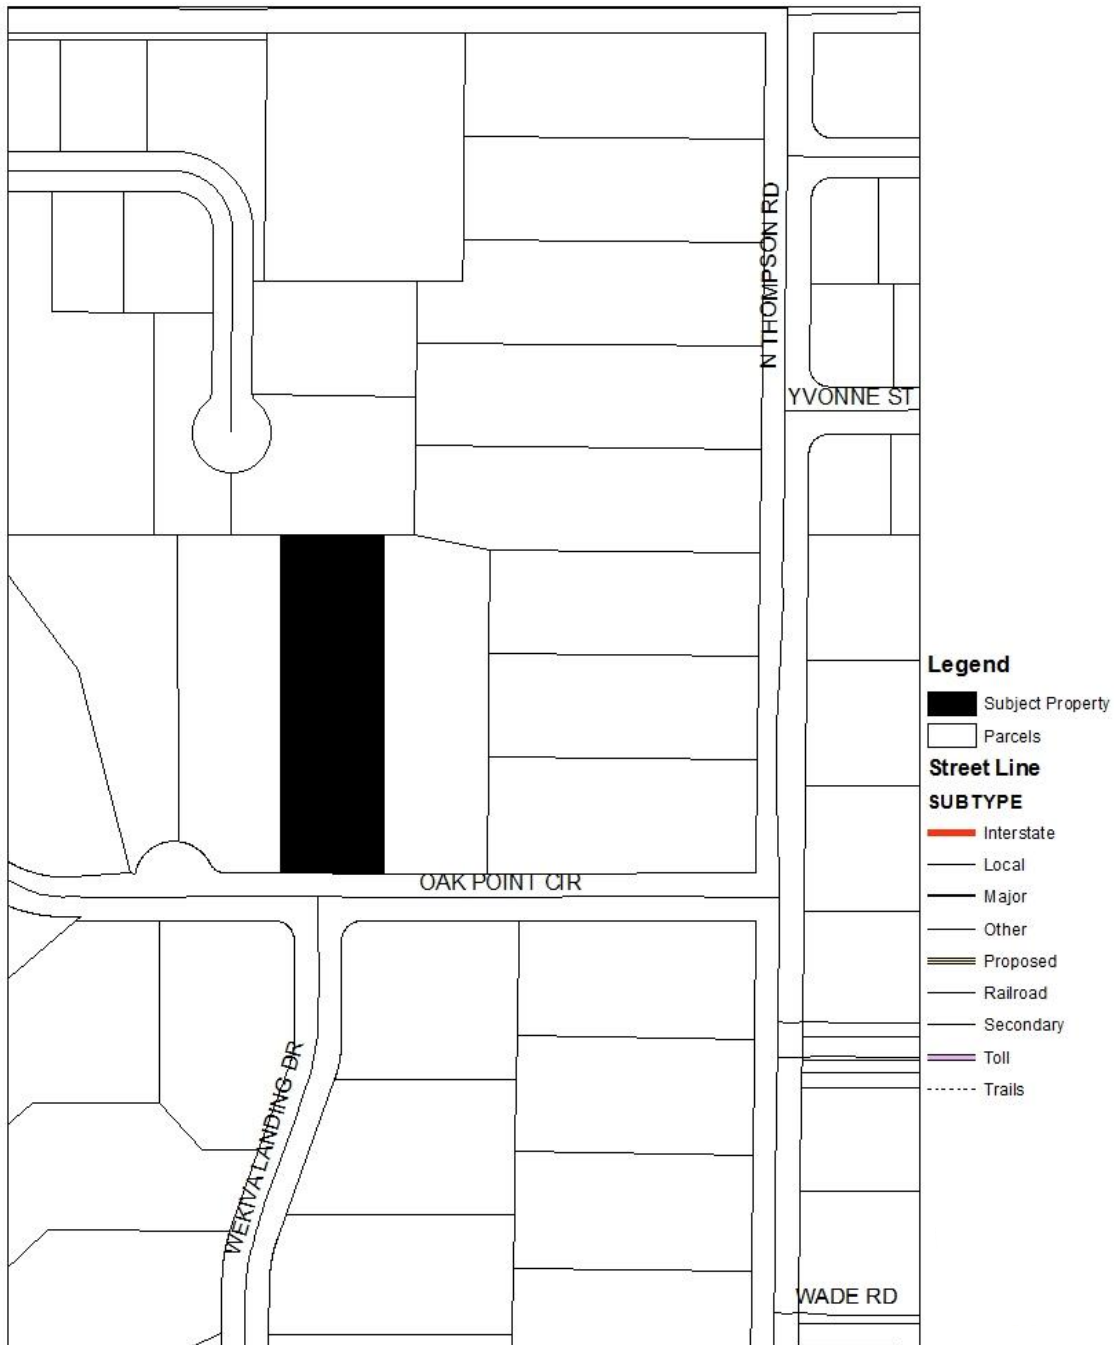 N THOMPSON RD
YVONNE ST
OAK POINT CIR
WEKIVA LANDING DR
WADE RD
Legend
Subject Property
Parcels
Street Line
SUBTYPE
Interstate
Local
Major
Other
Proposed
Railroad
Secondary
Toll
Trails